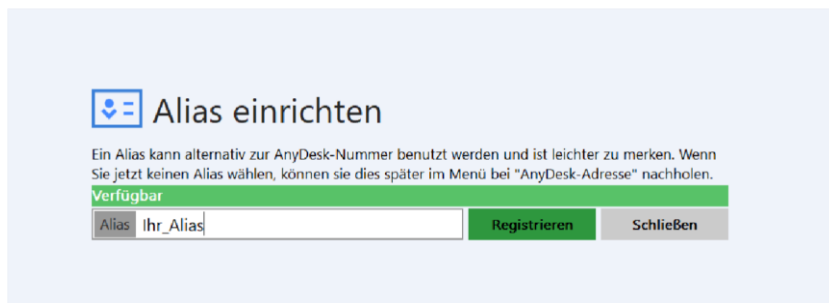 Alias einrichten
Ein Alias kann alternativ zur AnyDesk-Nummer benutzt werden und ist leichter zu merken. Wenn
Sie jetzt keinen Alias wählen, können sie dies später im Menü bei "AnyDesk-Adresse" nachholen.
Verfügbar
Alias Ihr_Alias Registrieren Schließen